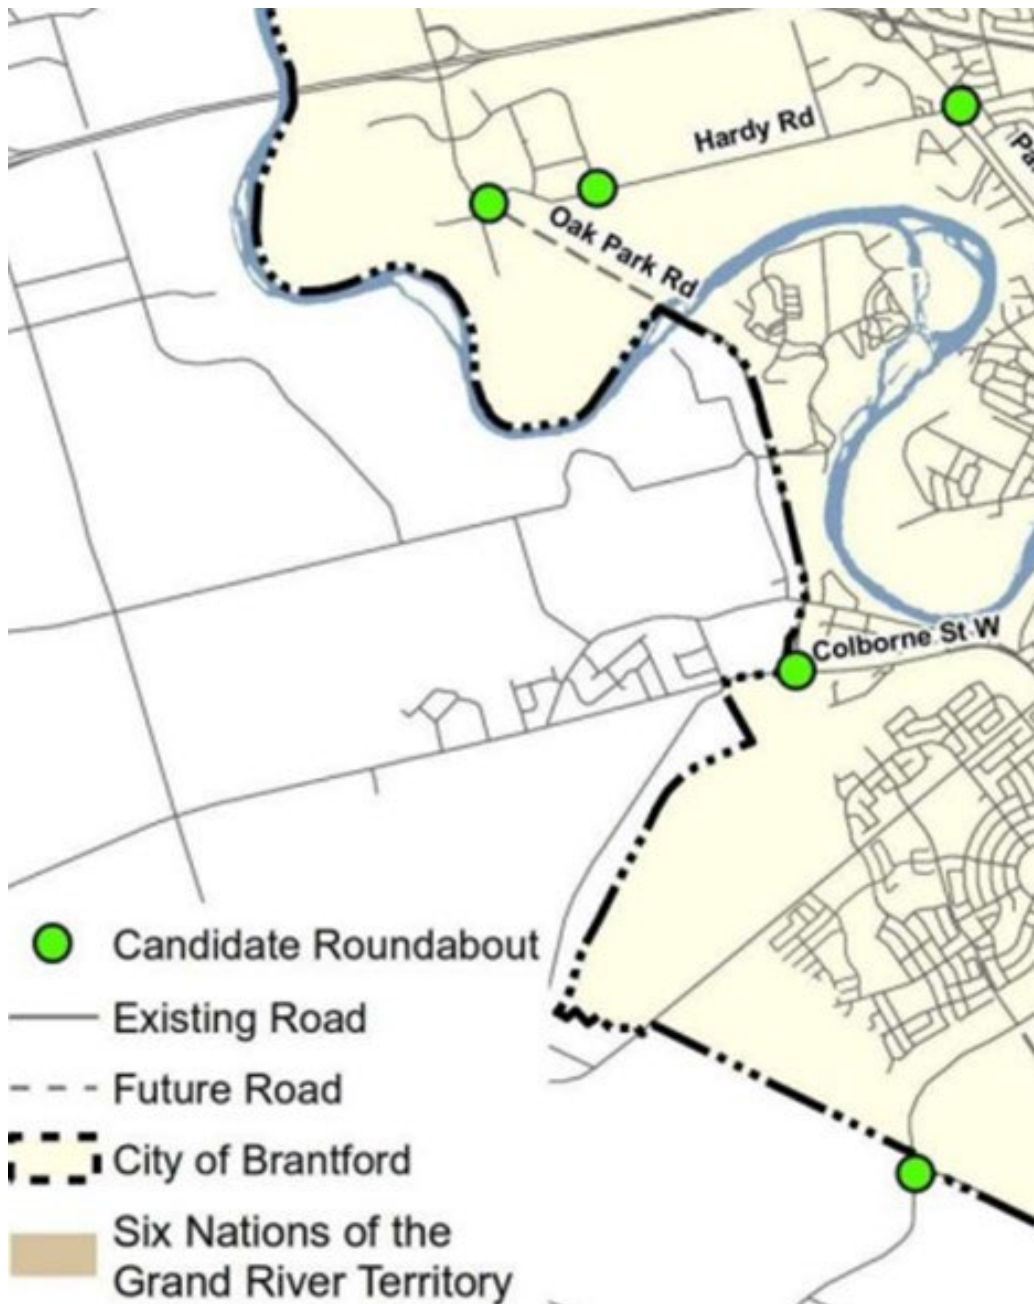 Hardy Rd
Oak Park Rd
Colborne St W
Candidate Roundabout
Existing Road
Future Road
City of Brantford
Six Nations of the
Grand River Territory